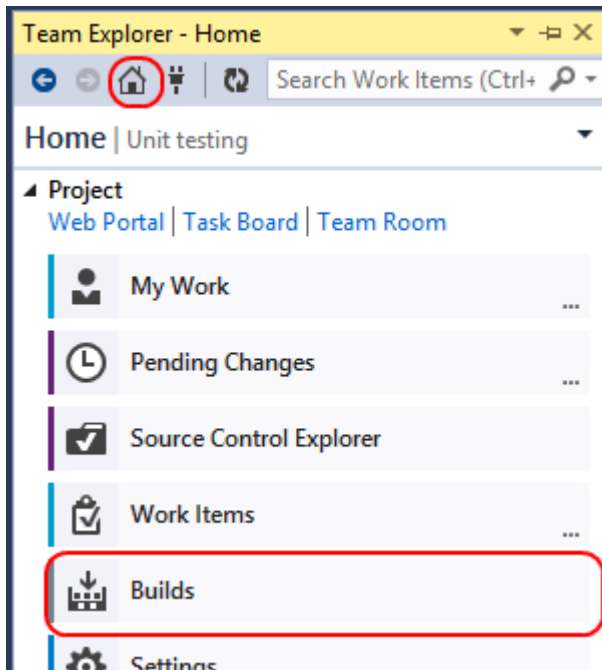 Team Explorer - Home
Search Work Items (Ctrl+
Home | Unit testing
Project
Web Portal | Task Board | Team Room
My Work
...
Pending Changes
...
Source Control Explorer
Work Items
...
Builds
Settings